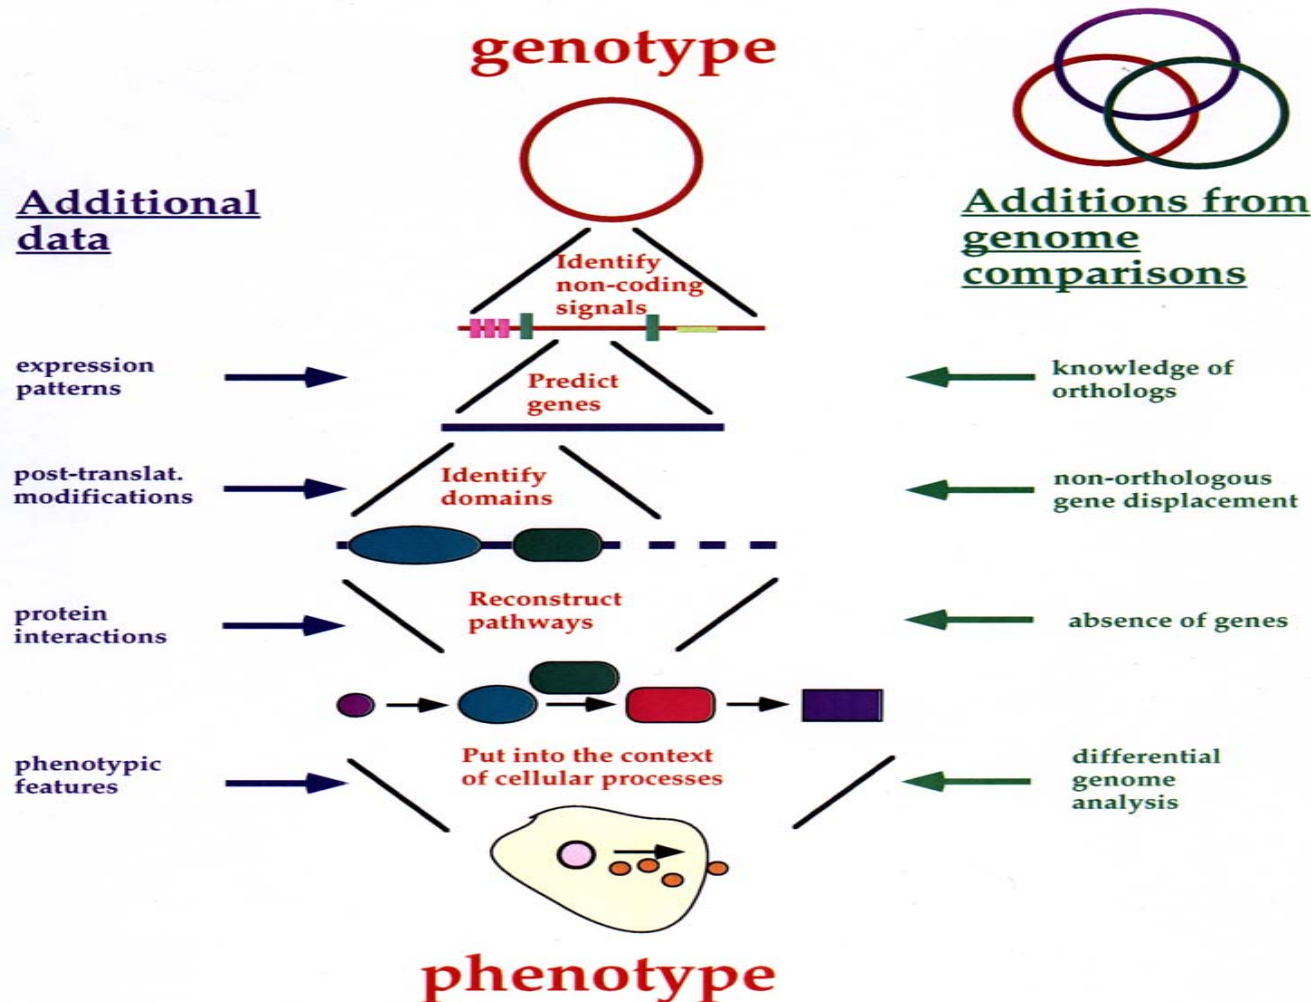 genotype
Additional
data
Additions from
genome
comparisons
Identify
non-coding
signals
expression
patterns
Predict
genes
knowledge of
orthologs
post-translat.
modifications
Identify
domains
non-orthologous
gene displacement
protein
interactions
Reconstruct
pathways
absence of genes
phenotypic
features
Put into the context
of cellular processes
differential
genome
analysis
phenotype